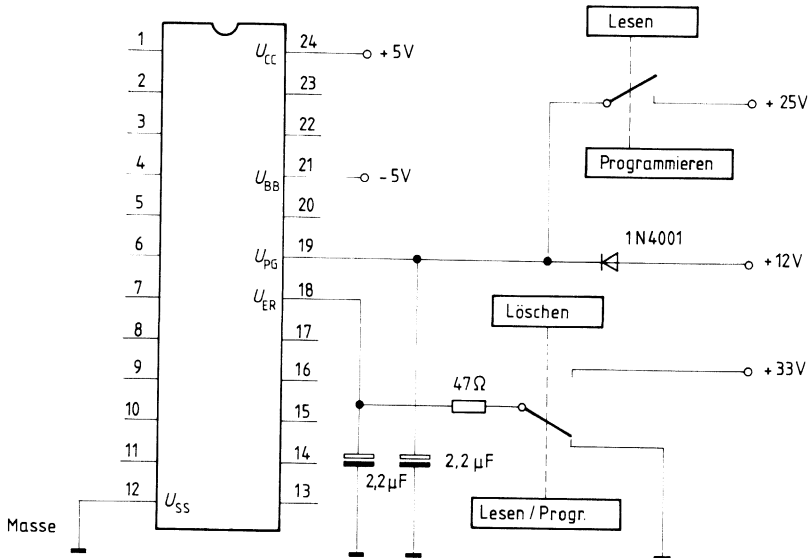 Lesen
1
24
U_CC
+5V
2
23
+25V
3
22
Programmieren
4
21
U_BB
-5V
5
20
1N4001
6
19
U_PG
+12V
7
18
U_ER
Löschen
8
17
+33V
9
16
47Ω
10
15
11
14
2,2µF
2,2µF
12
13
U_SS
Masse
Lesen / Progr.